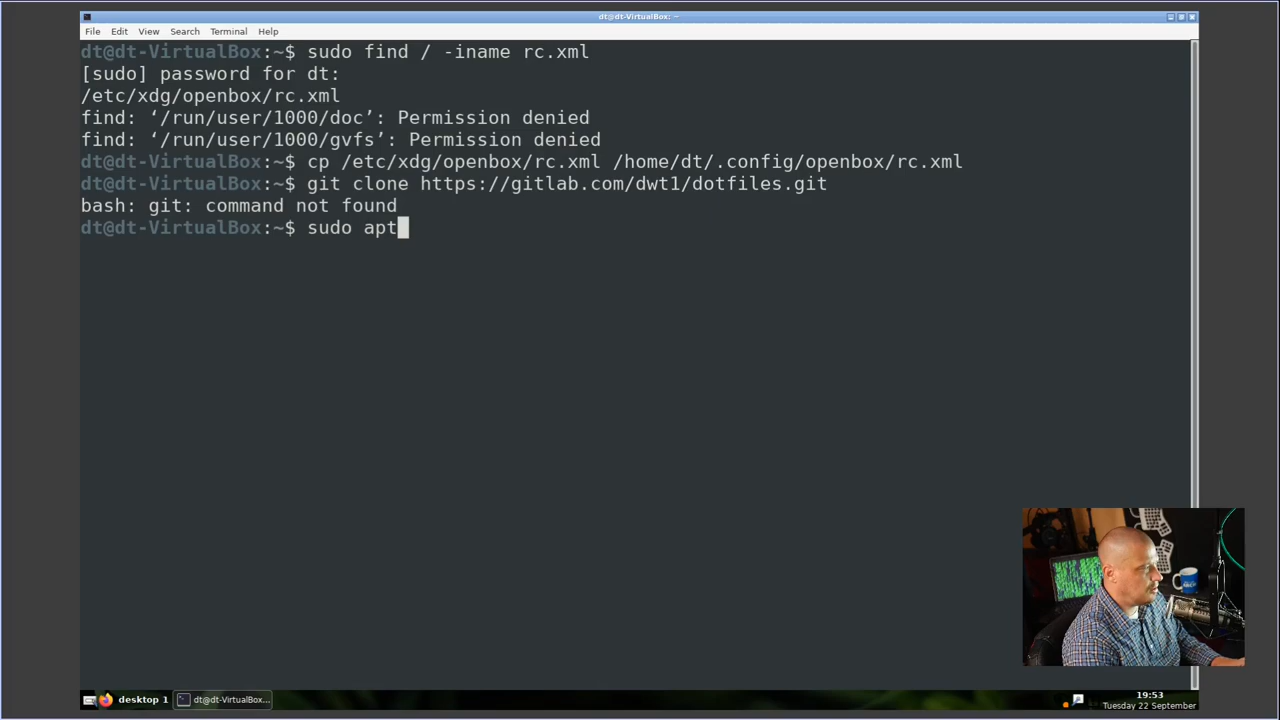 dt@dt-VirtualBox: ~
File Edit View Search Terminal Help
dt@dt-VirtualBox:~$ sudo find / -iname rc.xml
[sudo] password for dt:
/etc/xdg/openbox/rc.xml
find: ‘/run/user/1000/doc’: Permission denied
find: ‘/run/user/1000/gvfs’: Permission denied
dt@dt-VirtualBox:~$ cp /etc/xdg/openbox/rc.xml /home/dt/.config/openbox/rc.xml
dt@dt-VirtualBox:~$ git clone https://gitlab.com/dwt1/dotfiles.git
bash: git: command not found
dt@dt-VirtualBox:~$ sudo apt
desktop 1
dt@dt-VirtualBox...
19:53
Tuesday 22 September